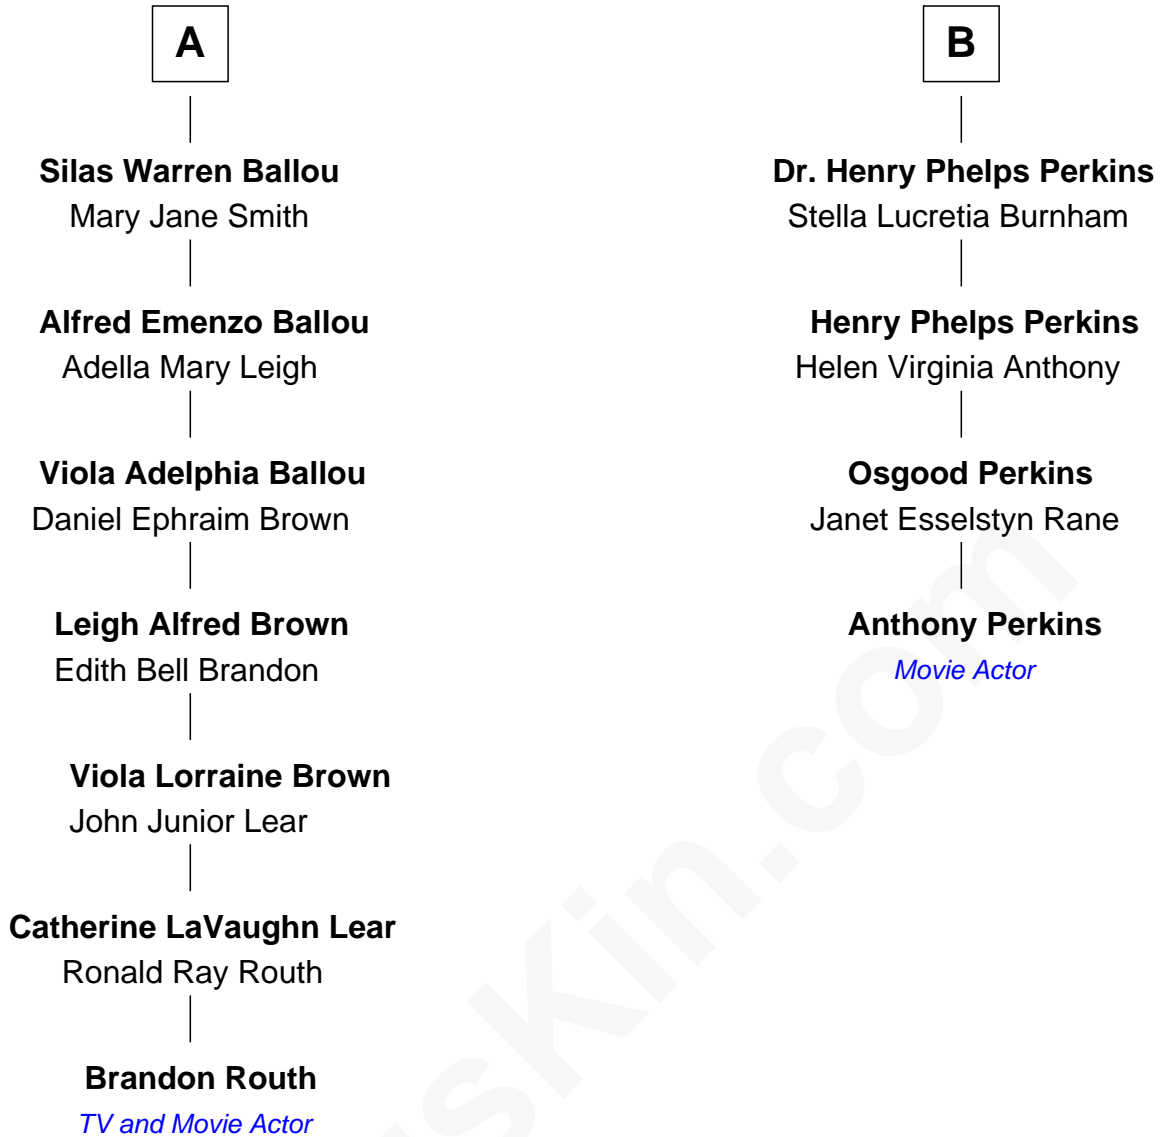 A
Silas Warren Ballou
Mary Jane Smith
Alfred Emenzo Ballou
Adella Mary Leigh
Viola Adelphia Ballou
Daniel Ephraim Brown
Leigh Alfred Brown
Edith Bell Brandon
Viola Lorraine Brown
John Junior Lear
Catherine LaVaughn Lear
Ronald Ray Routh
Brandon Routh
TV and Movie Actor
B
Dr. Henry Phelps Perkins
Stella Lucretia Burnham
Henry Phelps Perkins
Helen Virginia Anthony
Osgood Perkins
Janet Esselstyn Rane
Anthony Perkins
Movie Actor
sKin.com